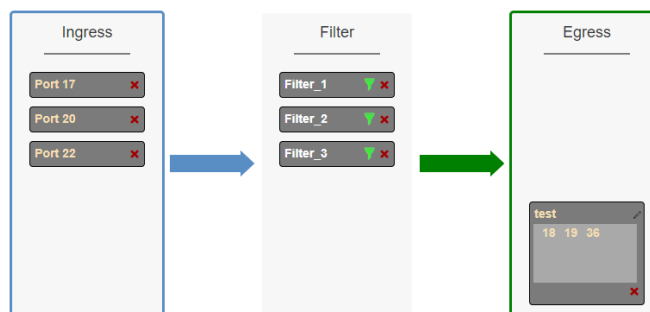 Ingress
Port 17
Port 20
Port 22
Filter
Filter_1
Filter_2
Filter_3
Egress
test
18 19 36